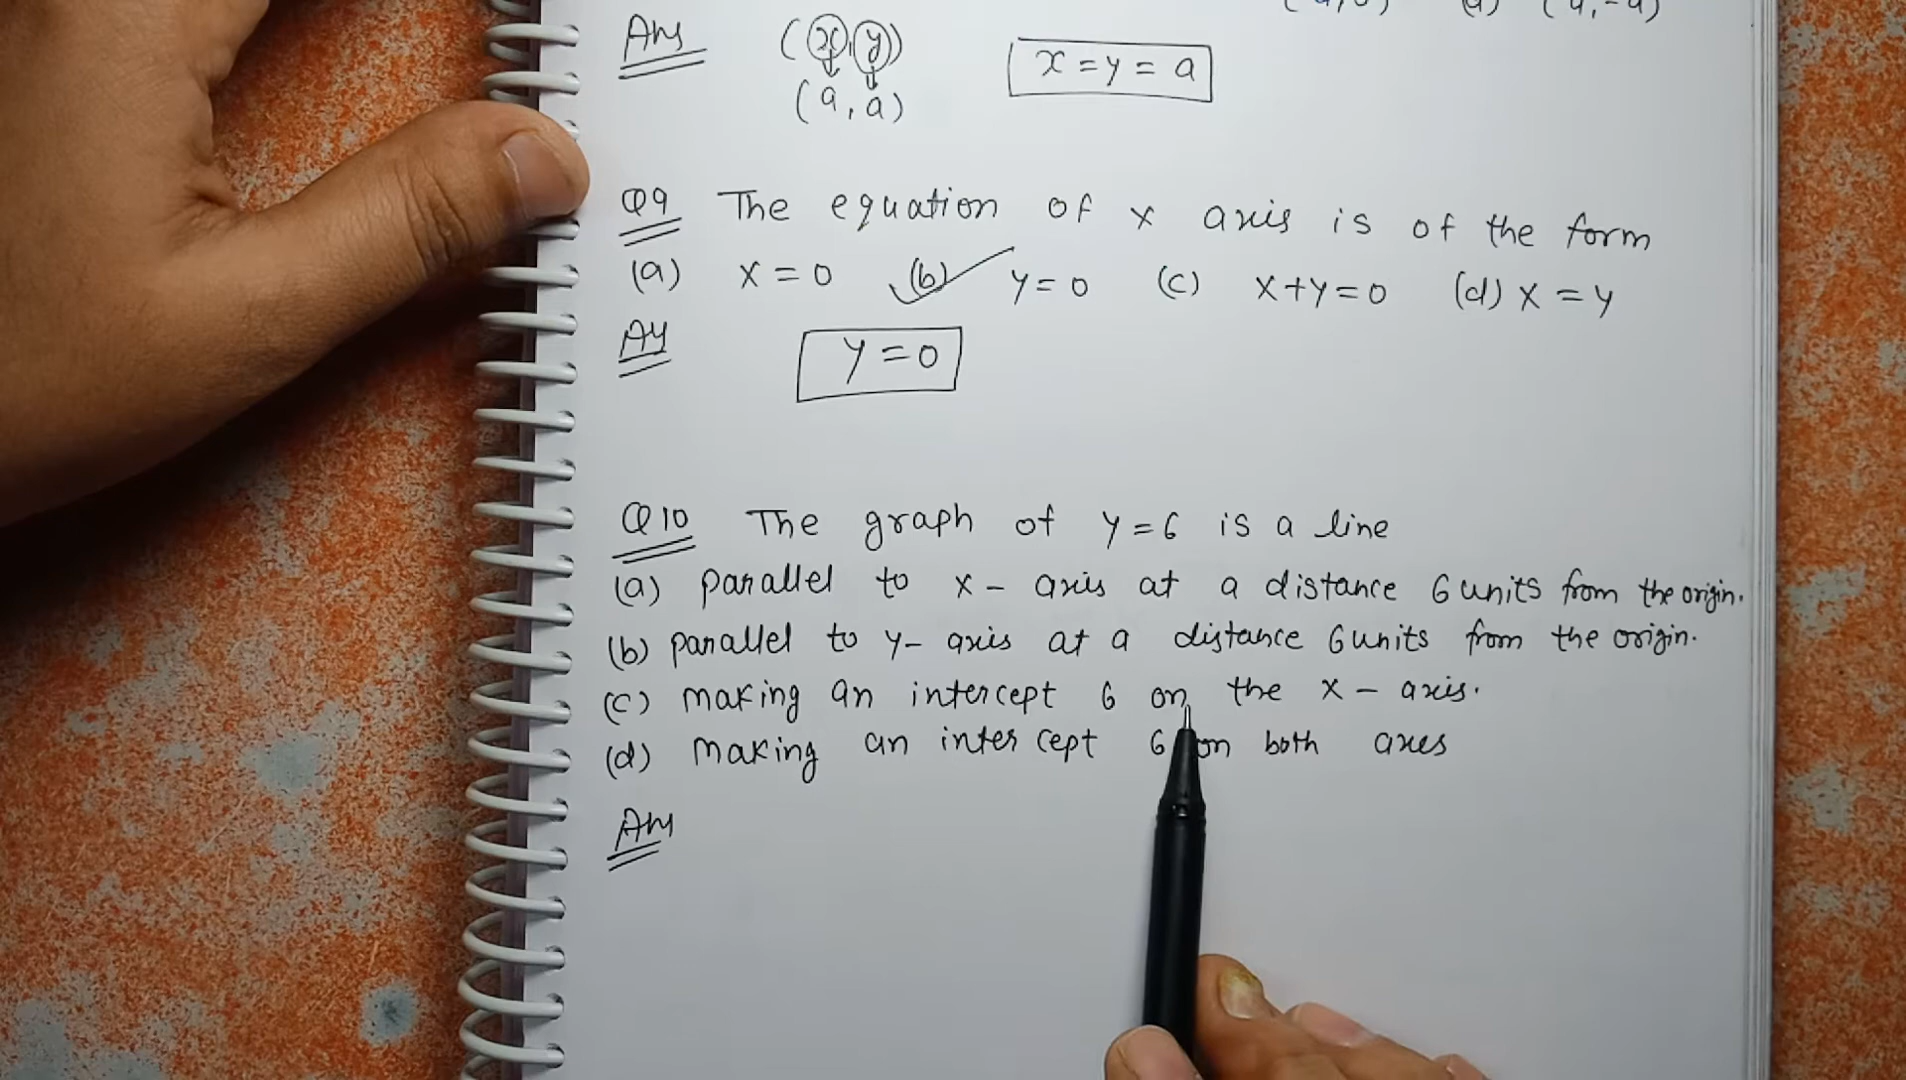 (d) (a,-a)
Ans (x,y) x = y = a
(a,a)
Q9 The equation of x axis is of the form
(a) x = 0 (b) y = 0 (c) x+y=0 (d) x = y
y = 0
Q10 The graph of y = 6 is a line
(a) parallel to x - axis at a distance 6 units from the origin.
(b) parallel to y- axis at a distance 6 units from the origin.
(c) making an intercept 6 on the x - axis.
(d) making an intercept 6 on both axes
Ans